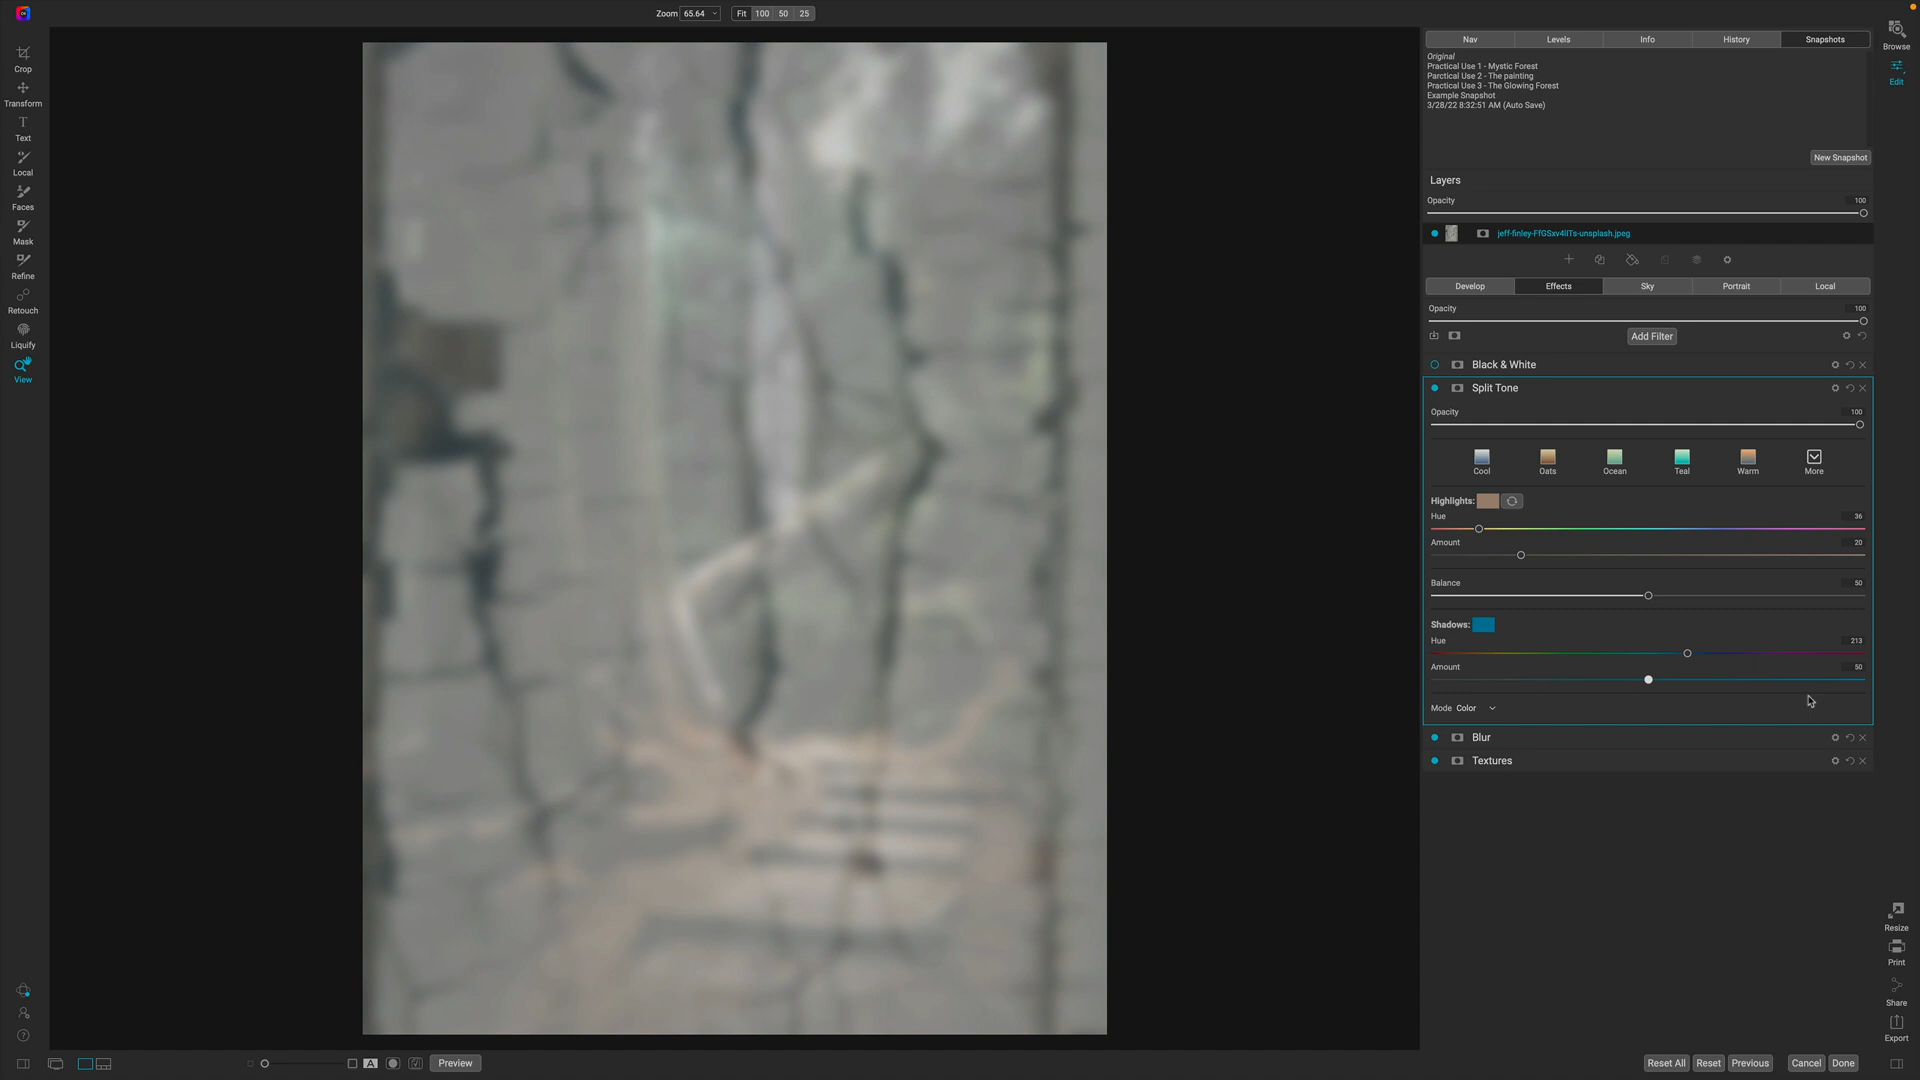 Zoom 65.64 Fit 100 50 25
Crop
Transform
Text
Local
Faces
Mask
Refine
Retouch
Liquify
View
Nav Levels Info History Snapshots
Original
Practical Use 1 - Mystic Forest
Parctical Use 2 - The painting
Practical Use 3 - The Glowing Forest
Example Snapshot
3/28/22 8:32:51 AM (Auto Save)
New Snapshot
Browse
Edit
Layers
Opacity 100
jeff-finley-FfGSxv4lITs-unsplash.jpeg
Develop Effects Sky Portrait Local
Opacity 100
Add Filter
Black & White
Split Tone
Opacity 100
Cool Oats Ocean Teal Warm More
Highlights:
Hue 36
Amount 20
Balance 50
Shadows:
Hue 213
Amount 50
Mode Color
Blur
Textures
Resize
Print
Share
Export
A Preview
Reset All Reset Previous Cancel Done